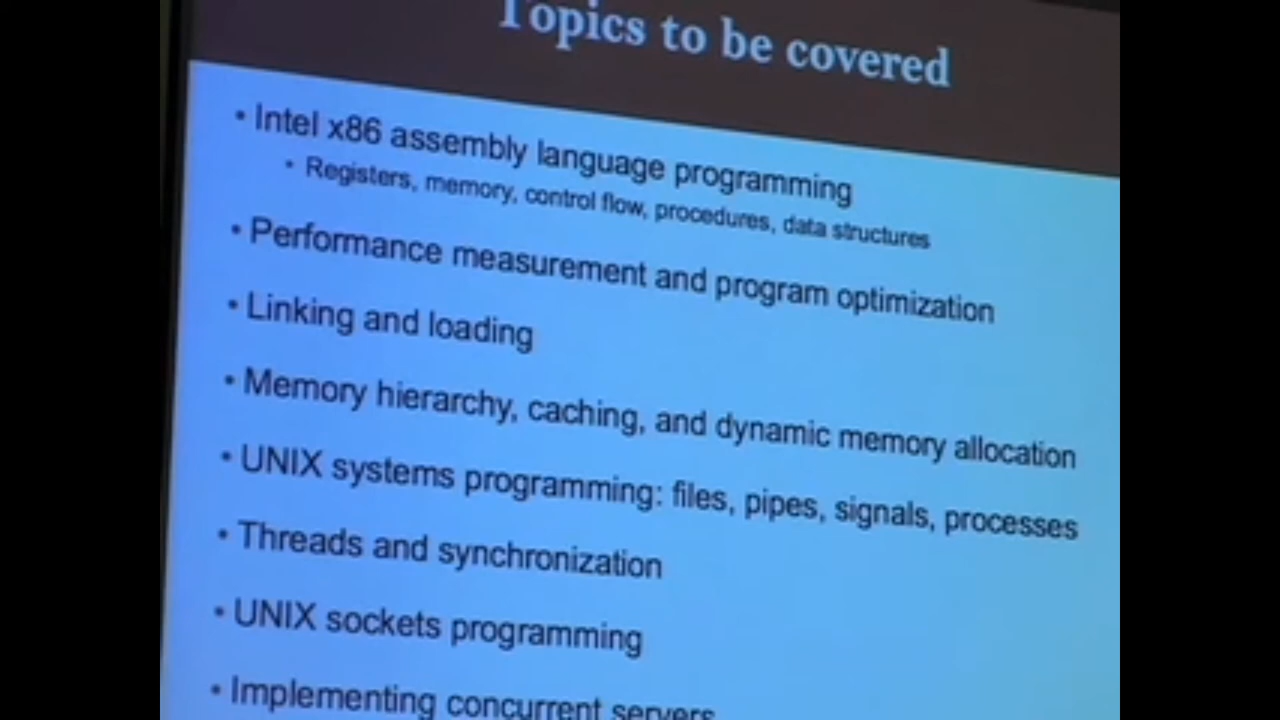 Topics to be covered
• Intel x86 assembly language programming
• Registers, memory, control flow, procedures, data structures
• Performance measurement and program optimization
• Linking and loading
• Memory hierarchy, caching, and dynamic memory allocation
• UNIX systems programming: files, pipes, signals, processes
• Threads and synchronization
• UNIX sockets programming
• Implementing concurrent servers